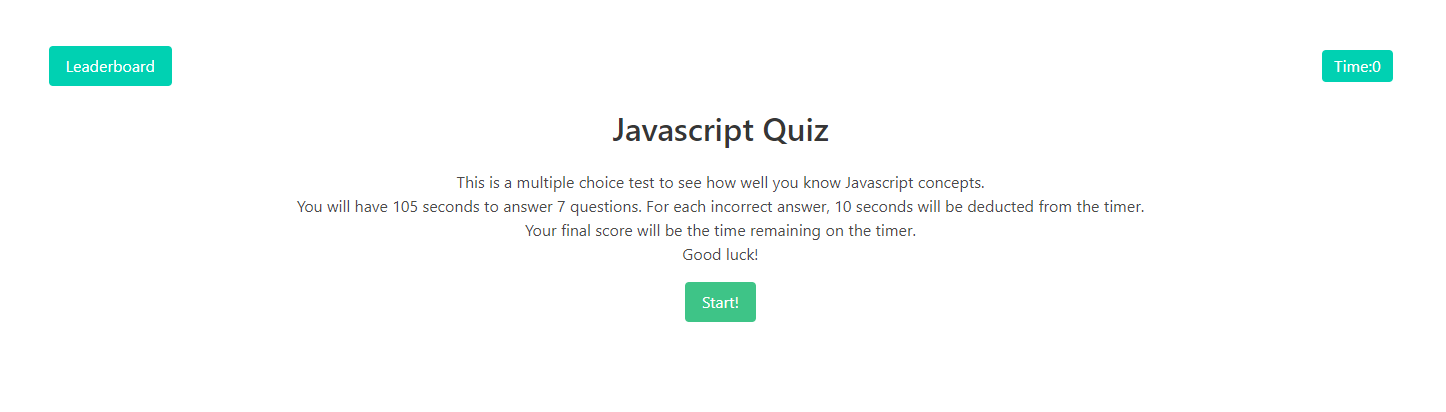 Leaderboard
Time:0
Javascript Quiz
This is a multiple choice test to see how well you know Javascript concepts.
You will have 105 seconds to answer 7 questions. For each incorrect answer, 10 seconds will be deducted from the timer.
Your final score will be the time remaining on the timer.
Good luck!
Start!